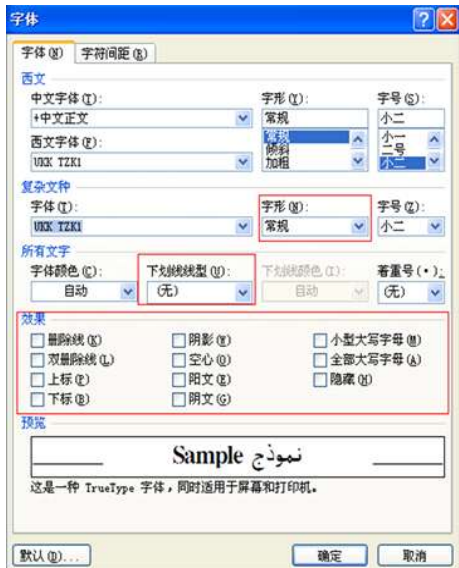 字体
字体(N) 字符间距(R)
西文
中文字体(T): 字形(Y): 字号(S):
+中文正文 常规 小二
西文字体(F): 常规 小一
倾斜 二号
VKK TZK1 加粗 小二
复杂文种
字体(T): 字形(N): 字号(Z):
VKK TZK1 常规 小二
所有文字
字体颜色(C): 下划线线型(U): 下划线颜色(I): 着重号(·):
自动 (无) 自动 (无)
效果
删除线(K) 阴影(W) 小型大写字母(M)
双删除线(L) 空心(O) 全部大写字母(A)
上标(P) 阳文(E) 隐藏(H)
下标(B) 阴文(G)
预览
Sample نموذج
这是一种 TrueType 字体，同时适用于屏幕和打印机。
默认(D)... 确定 取消